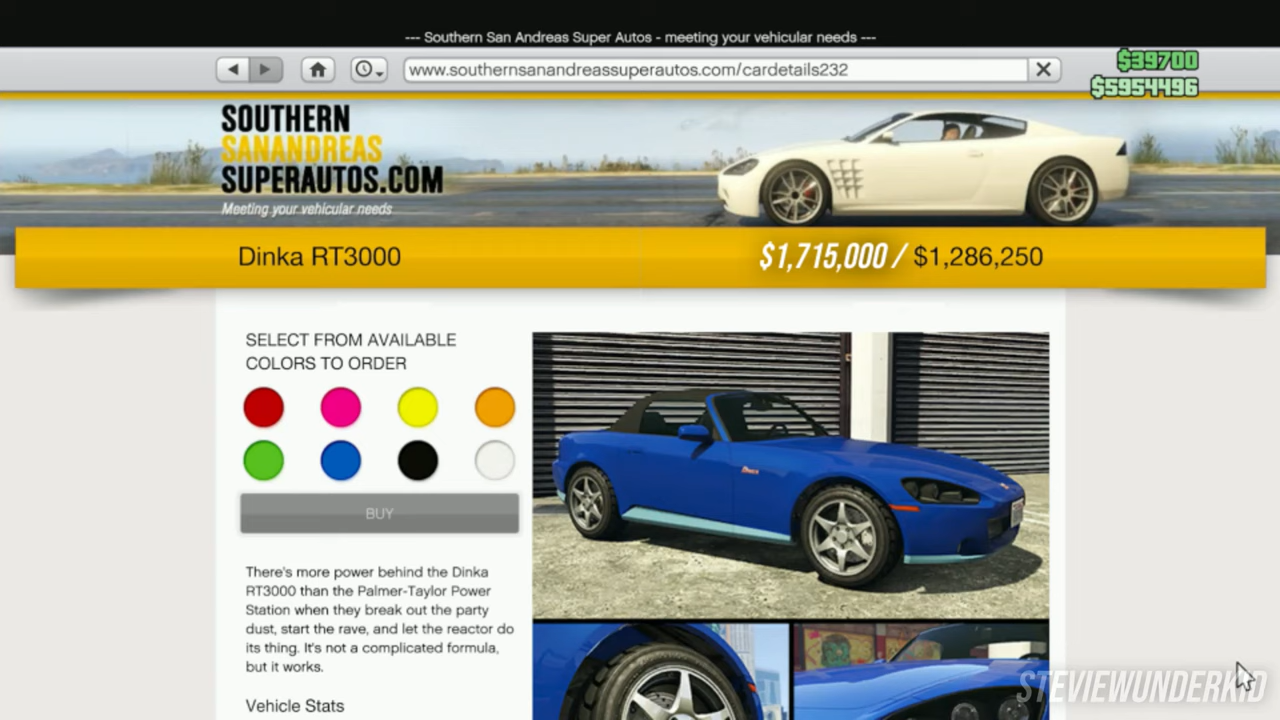 --- Southern San Andreas Super Autos - meeting your vehicular needs ---
www.southernsanandreassuperautos.com/cardetails232
$39700
$5954496
SOUTHERN
SANANDREAS
SUPERAUTOS.COM
Meeting your vehicular needs
Dinka RT3000
$1,715,000 / $1,286,250
SELECT FROM AVAILABLE
COLORS TO ORDER
BUY
There's more power behind the Dinka
RT3000 than the Palmer-Taylor Power
Station when they break out the party
dust, start the rave, and let the reactor do
its thing. It's not a complicated formula,
but it works.
Vehicle Stats
STEVIEWUNDERKID